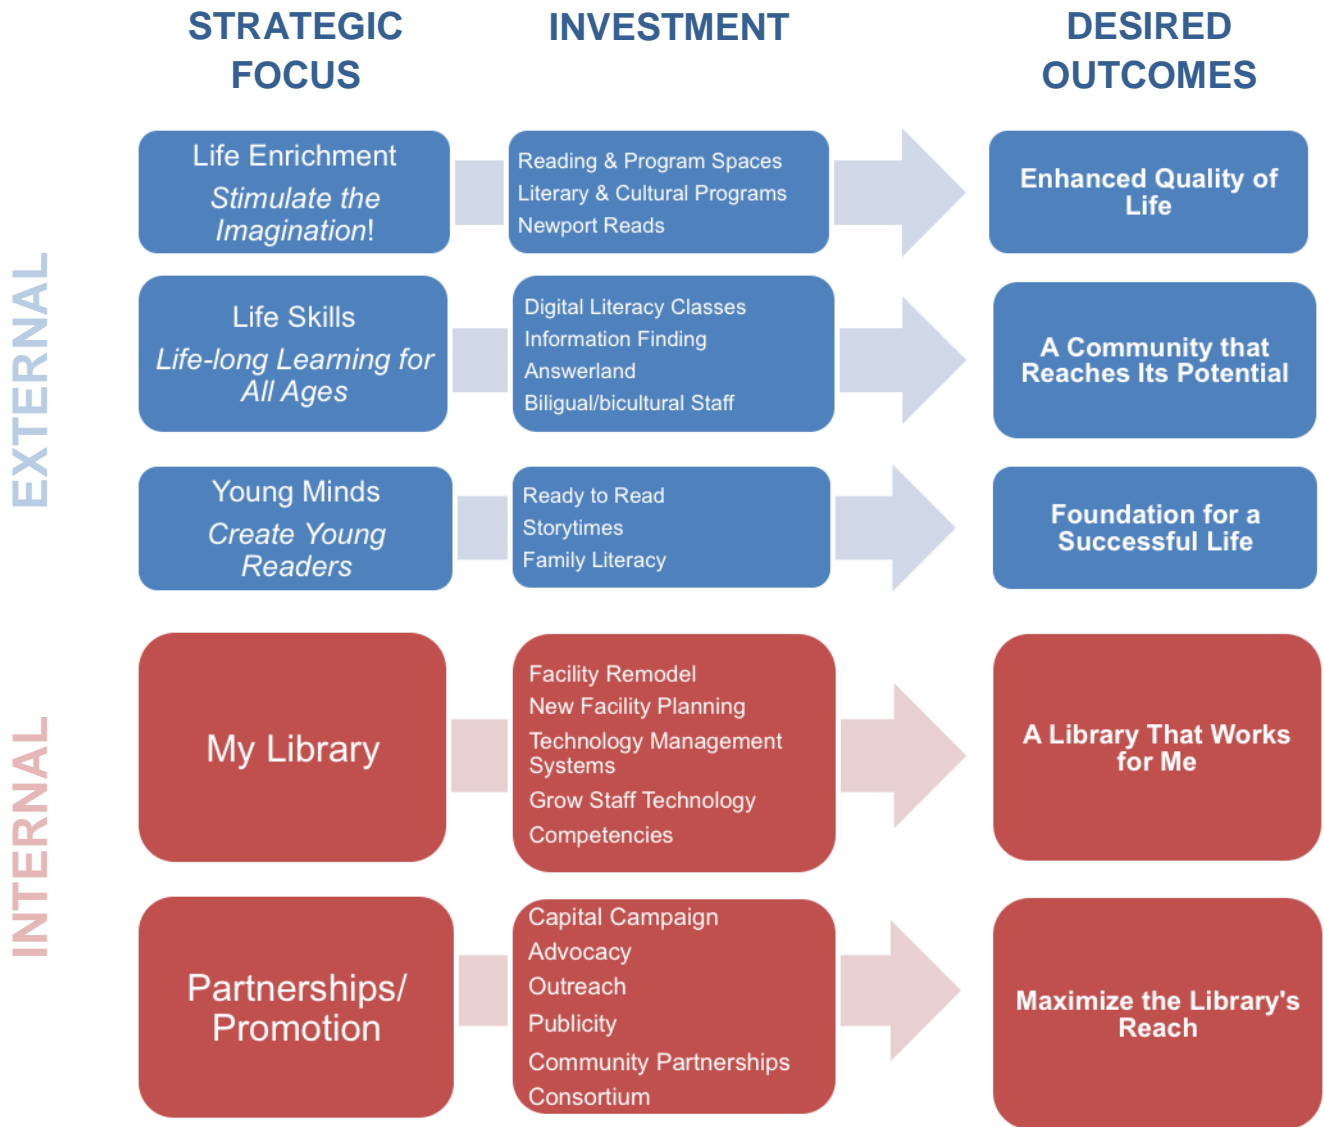 STRATEGIC
FOCUS
INVESTMENT
DESIRED
OUTCOMES
EXTERNAL
Life Enrichment
Stimulate the
Imagination!
Reading & Program Spaces
Literary & Cultural Programs
Newport Reads
Enhanced Quality of
Life
Life Skills
Life-long Learning for
All Ages
Digital Literacy Classes
Information Finding
Answerland
Biligual/bicultural Staff
A Community that
Reaches Its Potential
Young Minds
Create Young
Readers
Ready to Read
Storytimes
Family Literacy
Foundation for a
Successful Life
INTERNAL
My Library
Facility Remodel
New Facility Planning
Technology Management
Systems
Grow Staff Technology
Competencies
A Library That Works
for Me
Partnerships/
Promotion
Capital Campaign
Advocacy
Outreach
Publicity
Community Partnerships
Consortium
Maximize the Library's
Reach